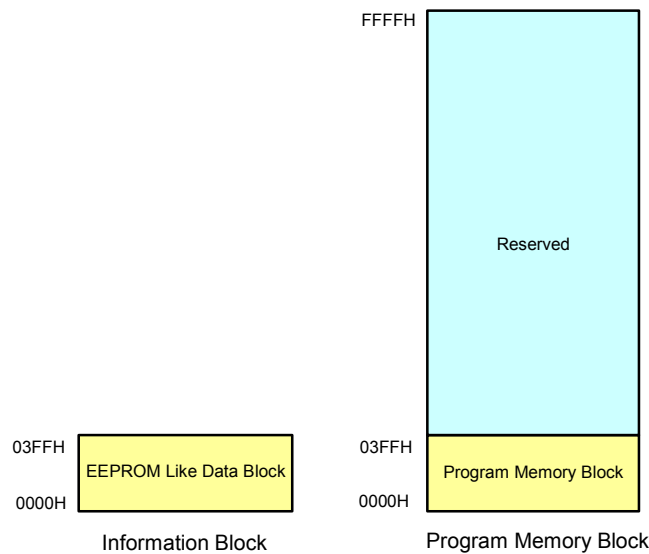 FFFFH
Reserved
03FFH
EEPROM Like Data Block
0000H
Information Block
03FFH
Program Memory Block
0000H
Program Memory Block